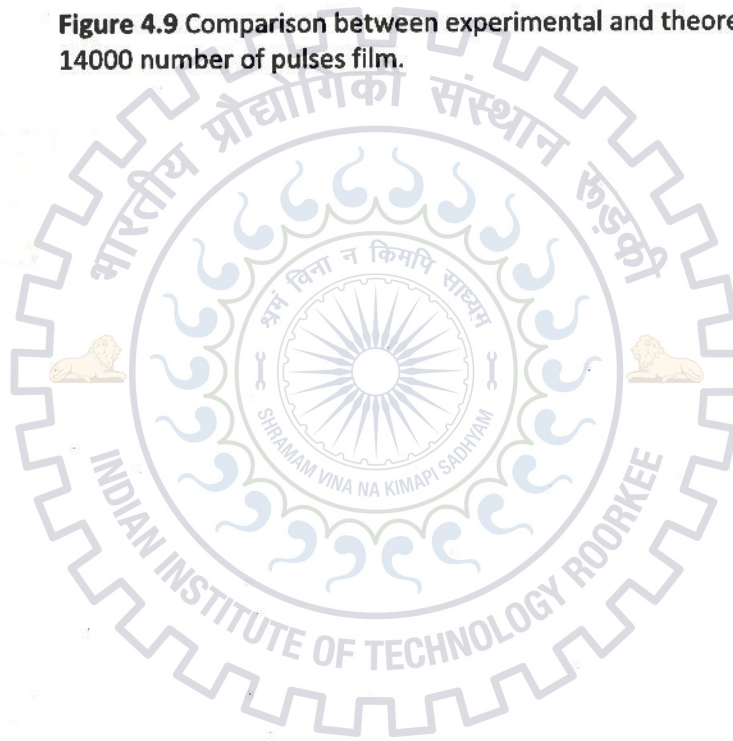 Figure 4.9 Comparison between experimental and theore
14000 number of pulses film.
भारतीय प्रौद्योगिकी संस्थान रुड़की
श्रमं विना न किमपि साध्यम्
SHRAMAM VINA NA KIMAPI SADHYAM
INDIAN INSTITUTE OF TECHNOLOGY ROORKEE